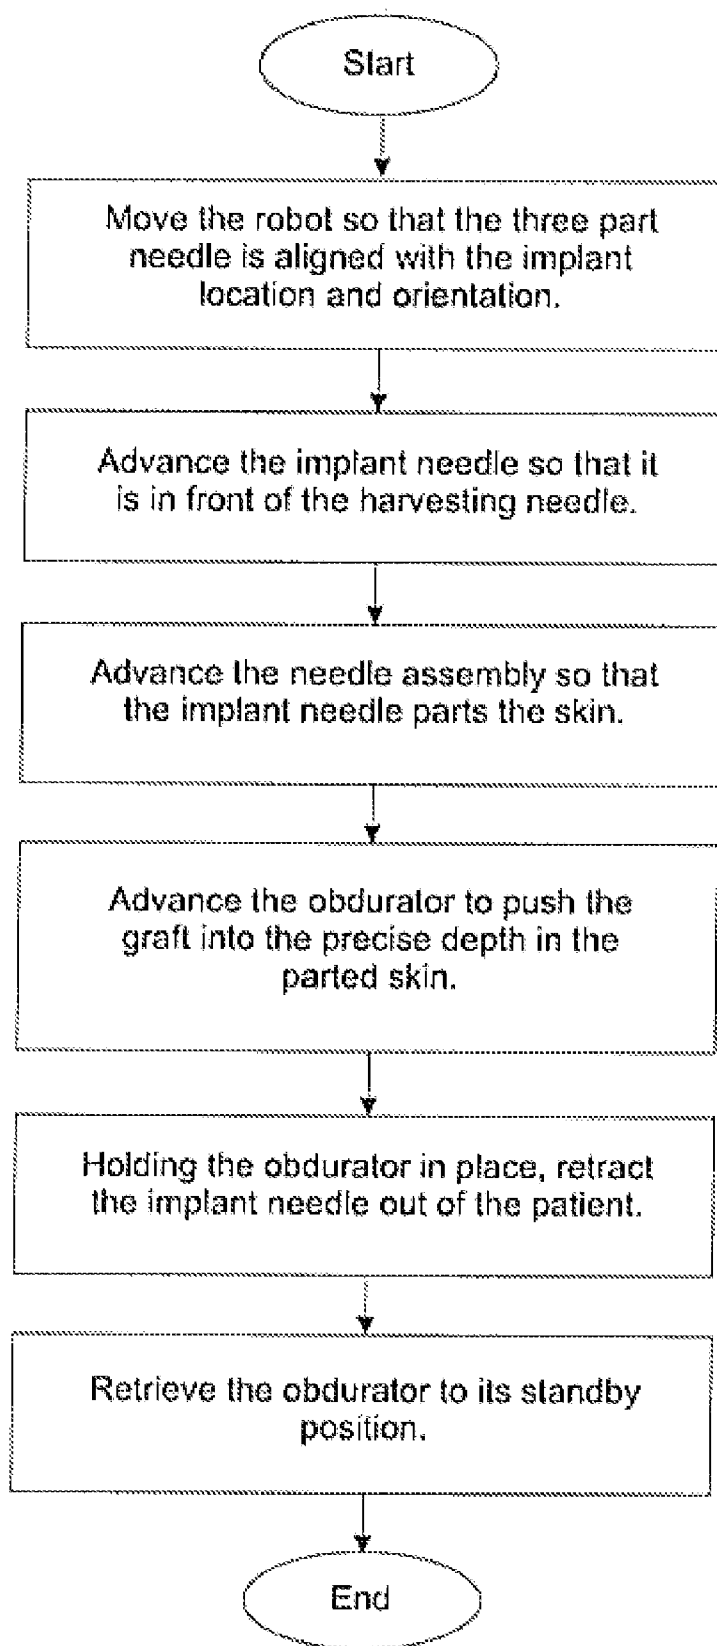 Start
Move the robot so that the three part
needle is aligned with the implant
location and orientation.
Advance the implant needle so that it
is in front of the harvesting needle.
Advance the needle assembly so that
the implant needle parts the skin.
Advance the obdurator to push the
graft into the precise depth in the
parted skin.
Holding the obdurator in place, retract
the implant needle out of the patient.
Retrieve the obdurator to its standby
position.
End